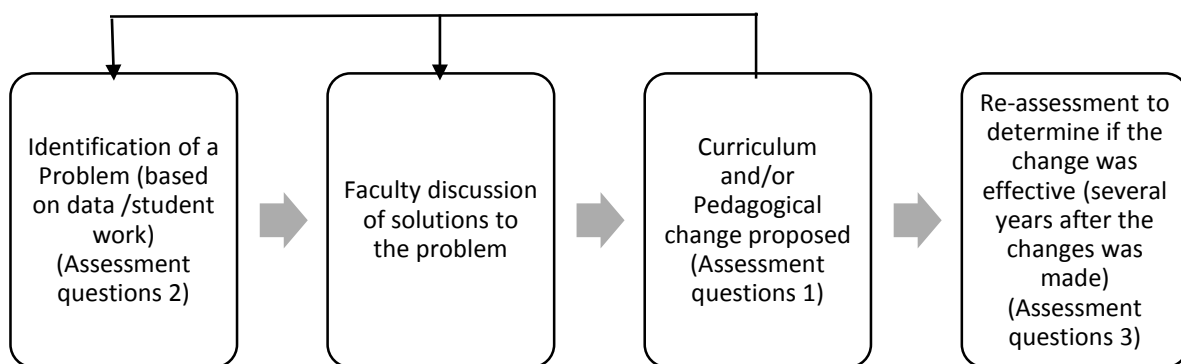 Identification of a
Problem (based
on data /student
work)
(Assessment
questions 2)
Faculty discussion
of solutions to
the problem
Curriculum
and/or
Pedagogical
change proposed
(Assessment
questions 1)
Re-assessment to
determine if the
change was
effective (several
years after the
changes was
made)
(Assessment
questions 3)